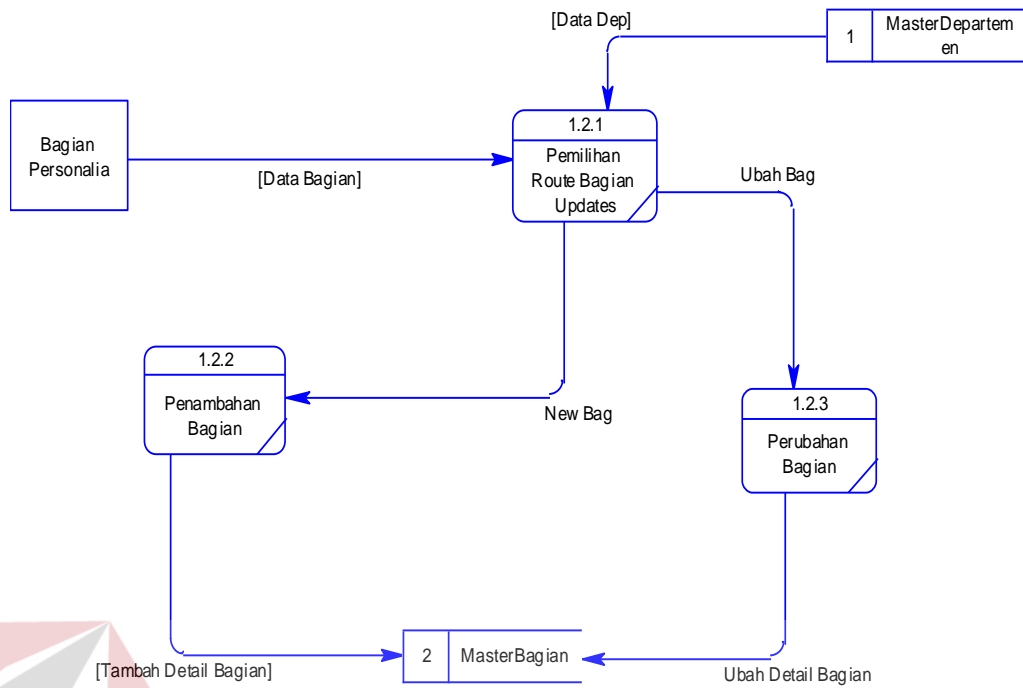 [Data Dep]
1
MasterDepartem
en
Bagian
Personalia
[Data Bagian]
1.2.1
Pemilihan
Route Bagian
Updates
Ubah Bag
1.2.2
Penambahan
Bagian
New Bag
1.2.3
Perubahan
Bagian
[Tambah Detail Bagian]
2
MasterBagian
Ubah Detail Bagian